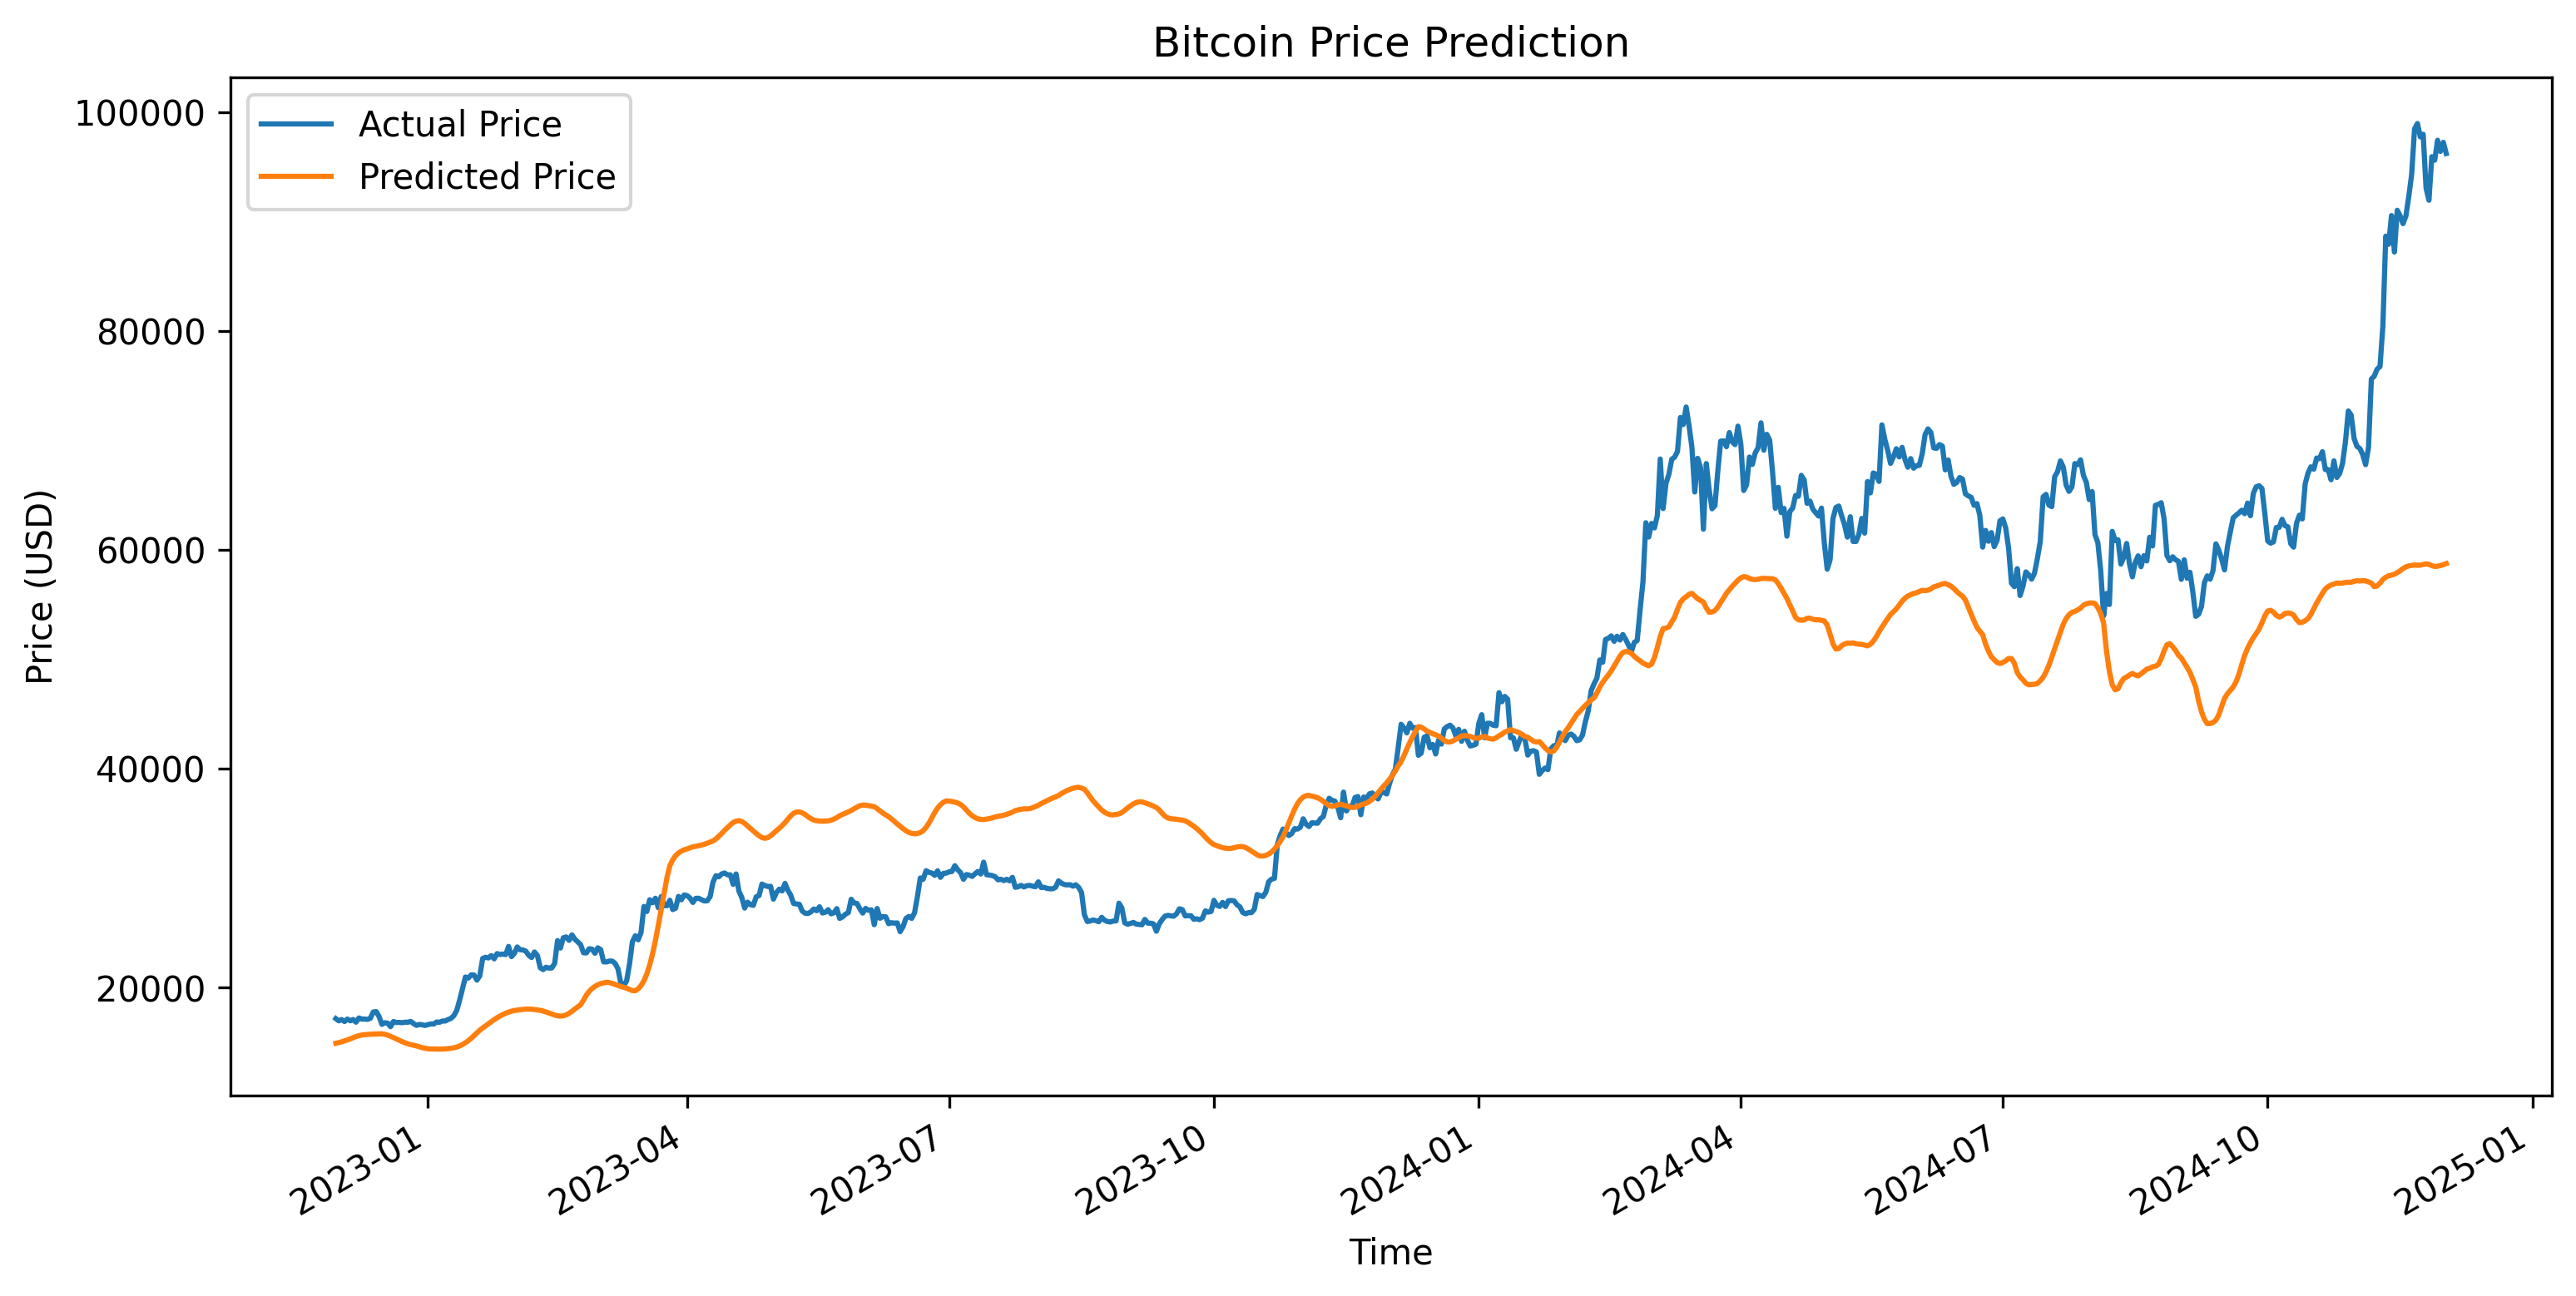 Bitcoin Price Prediction
Actual Price
Predicted Price
Price (USD)
100000
80000
60000
40000
20000
2023-01
2023-04
2023-07
2023-10
2024-01
2024-04
2024-07
2024-10
2025-01
Time